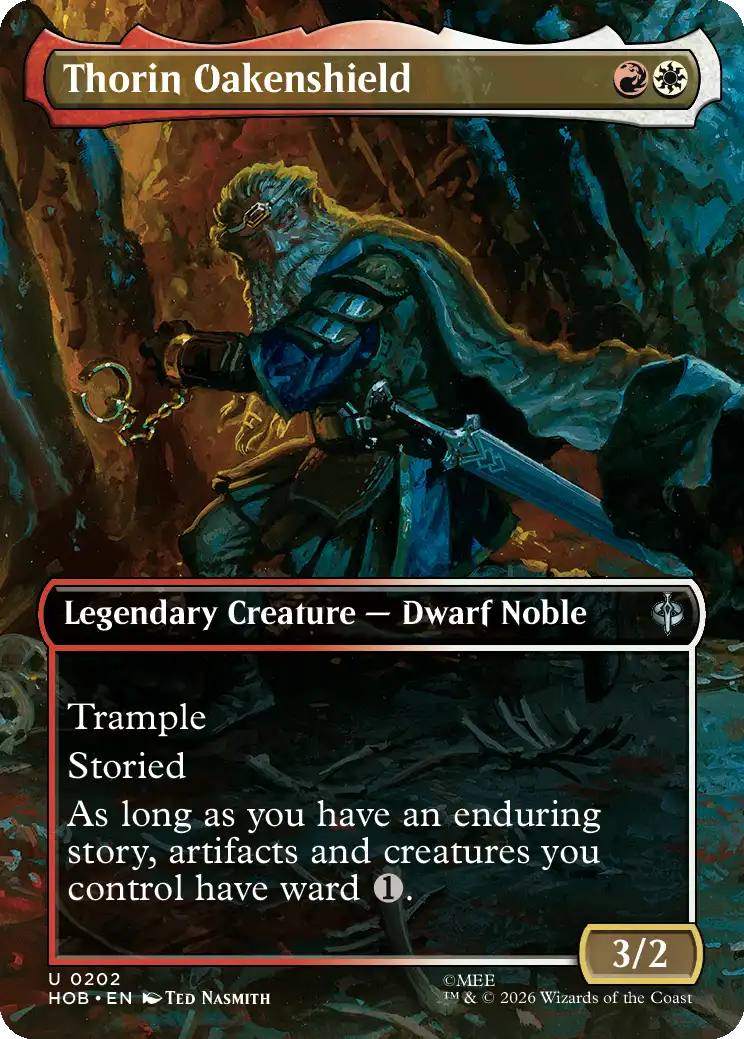 Thorin Oakenshield
Legendary Creature — Dwarf Noble
Trample
Storied
As long as you have an enduring
story, artifacts and creatures you
control have ward 1.
3/2
U 0202
HOB • EN Ted Nasmith
©MEE
™ & © 2026 Wizards of the Coast